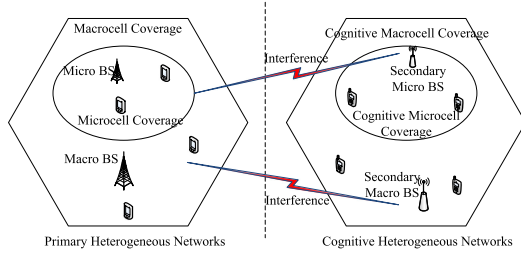 Macrocell Coverage
Micro BS
Microcell Coverage
Macro BS
Primary Heterogeneous Networks
Interference
Interference
Cognitive Macrocell Coverage
Secondary
Micro BS
Cognitive Microcell
Coverage
Secondary
Macro BS
Cognitive Heterogeneous Networks